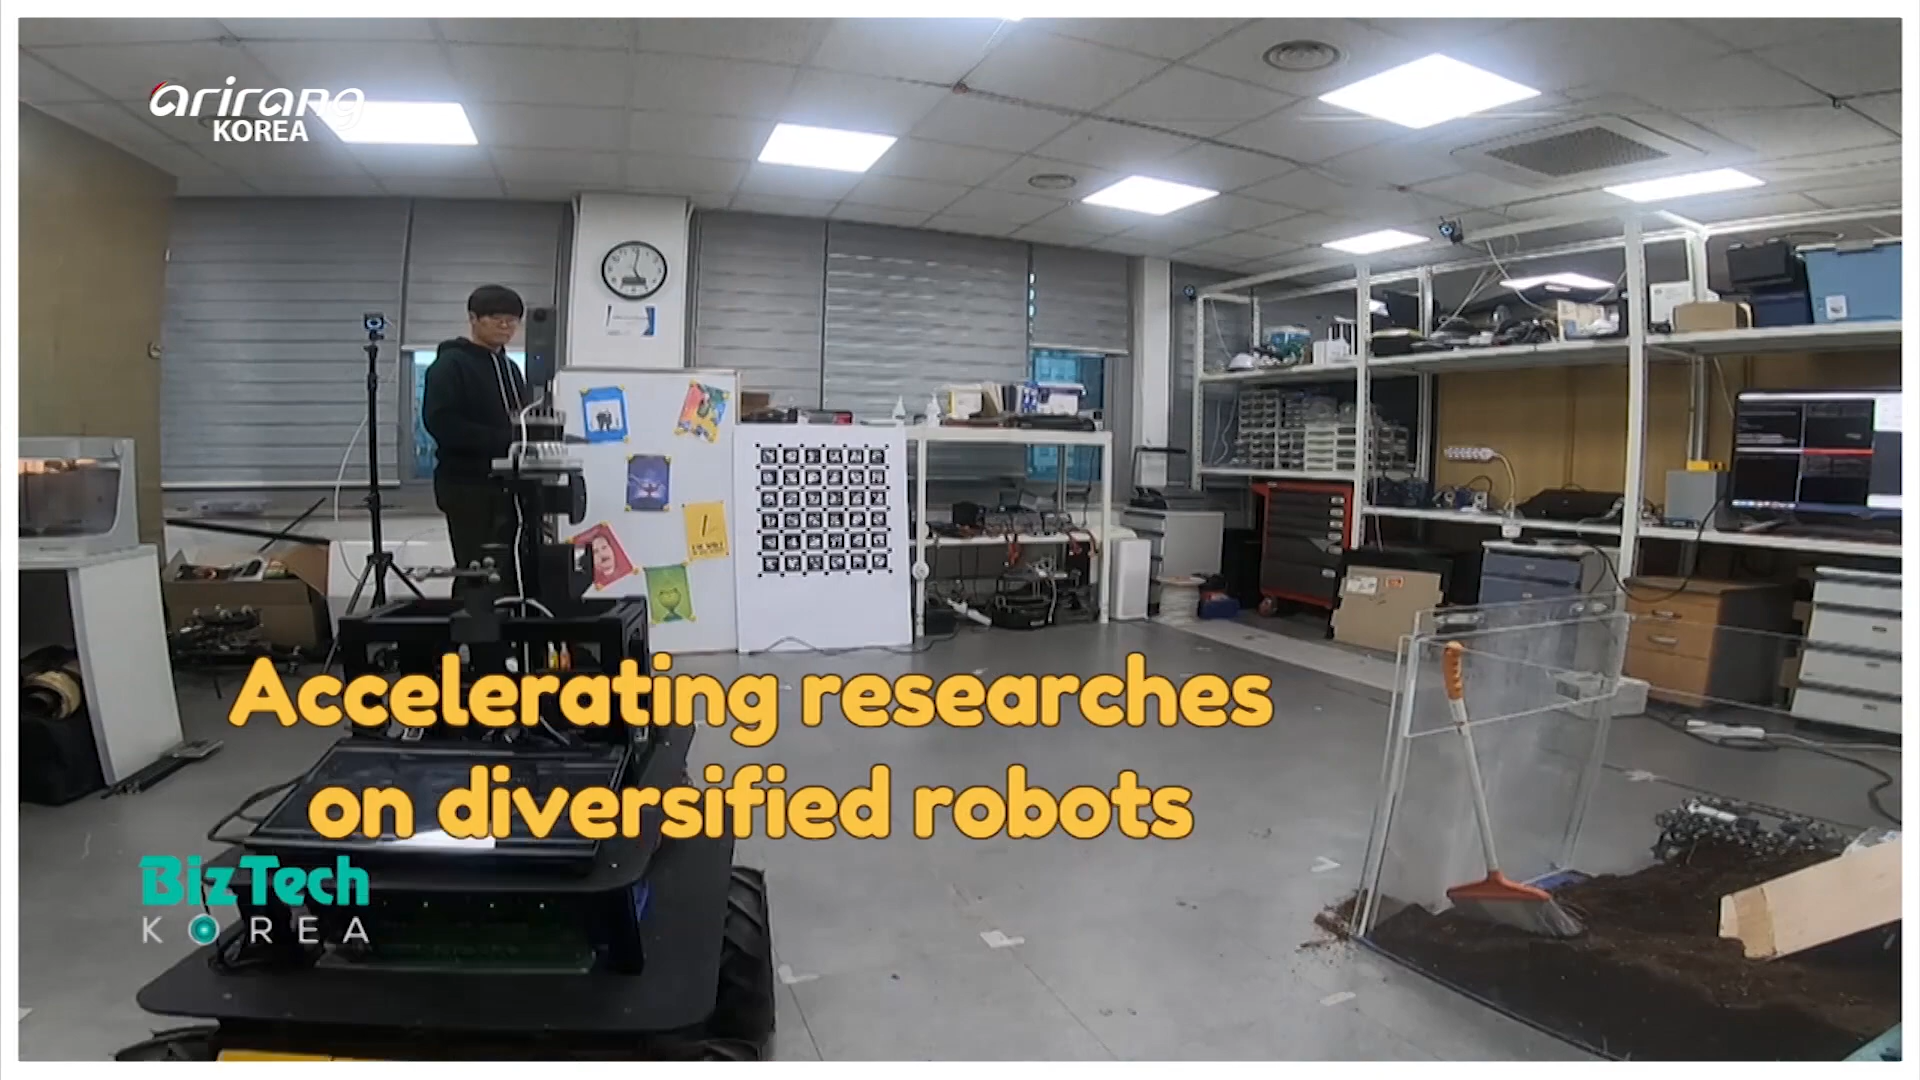 arirang
KOREA
Accelerating researches
on diversified robots
BizTech
KOREA